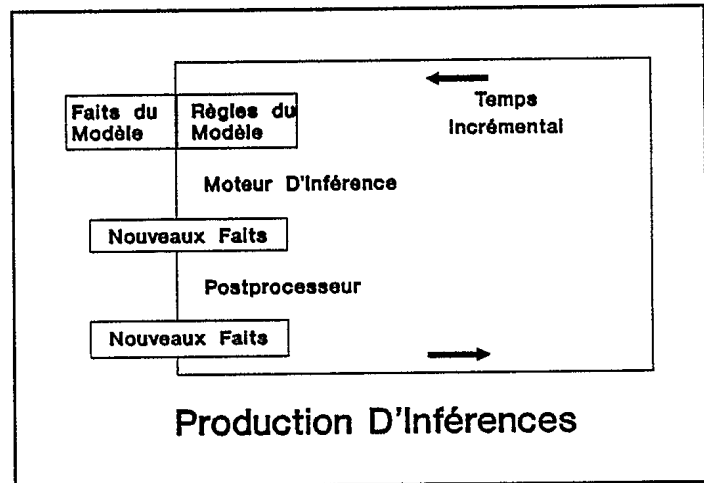 Faits du
Modèle
Règles du
Modèle
Temps
Incrémental
Moteur D'Inférence
Nouveaux Faits
Postprocesseur
Nouveaux Faits
Production D'Inférences